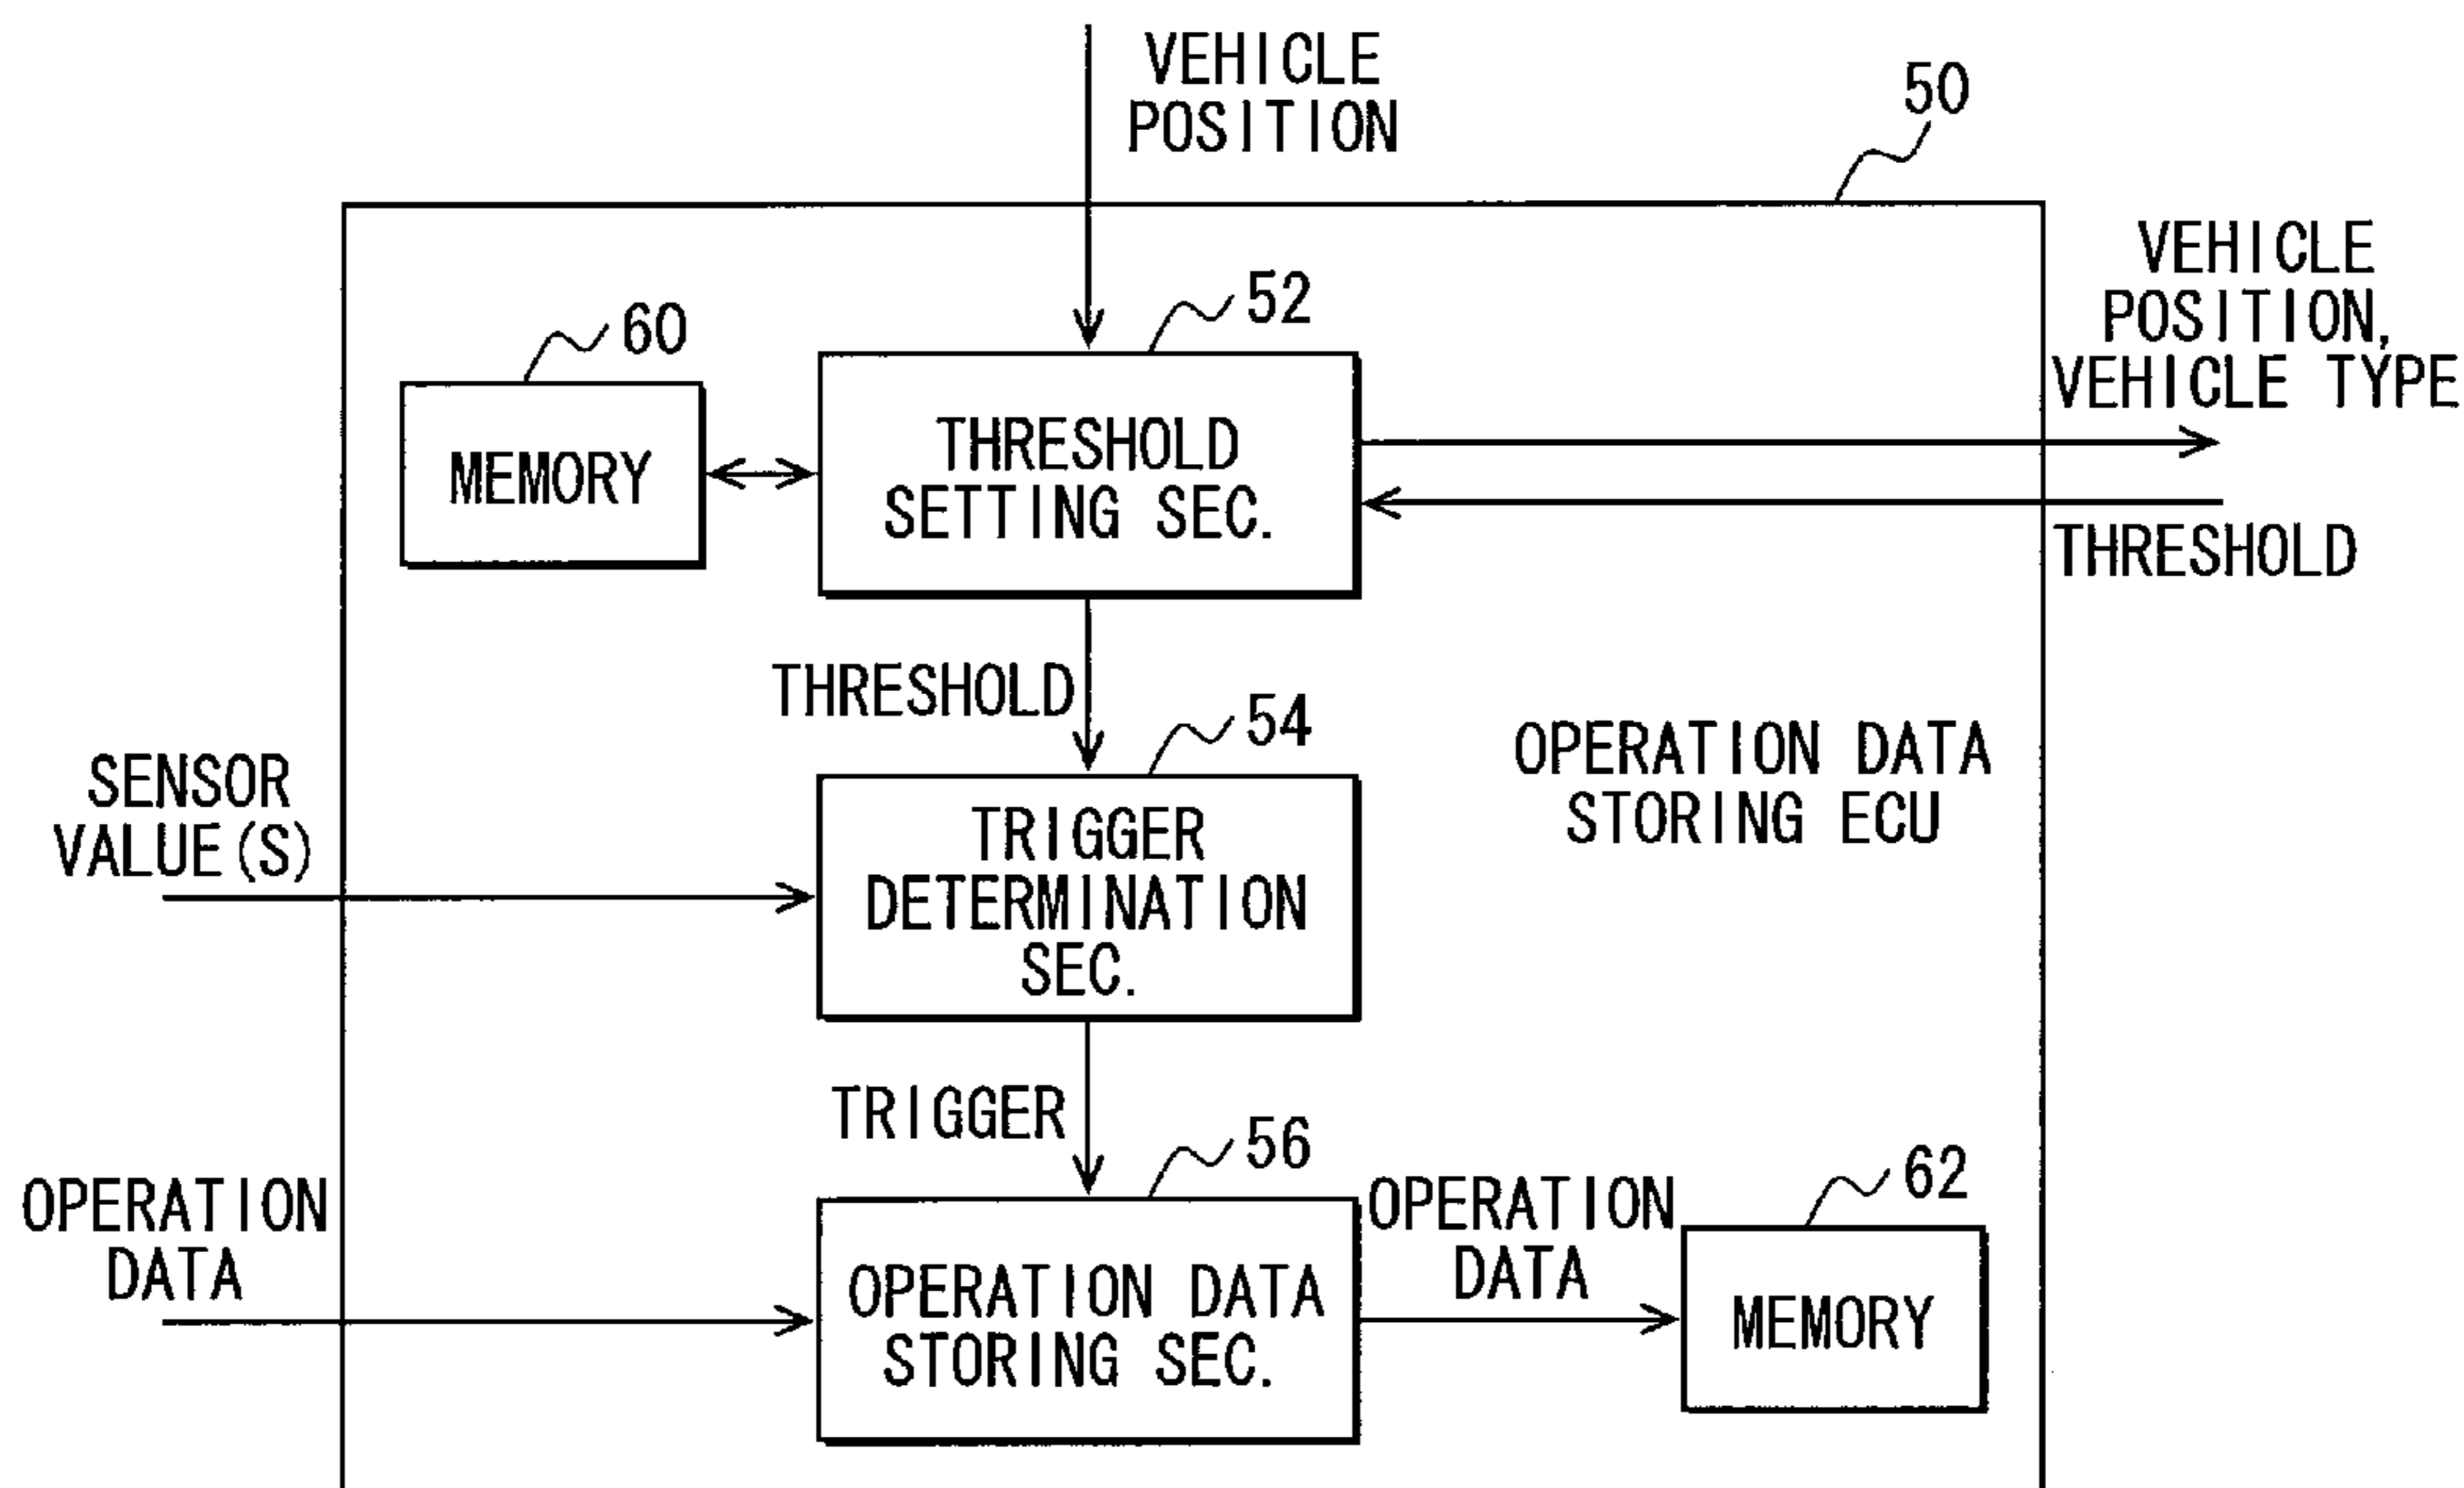 VEHICLE
POSITION
50
VEHICLE
POSITION,
VEHICLE TYPE
60
52
MEMORY
THRESHOLD
SETTING SEC.
THRESHOLD
THRESHOLD
54
SENSOR
VALUE(S)
TRIGGER
DETERMINATION
SEC.
OPERATION DATA
STORING ECU
TRIGGER
56
OPERATION
DATA
OPERATION DATA
STORING SEC.
OPERATION
DATA
62
MEMORY